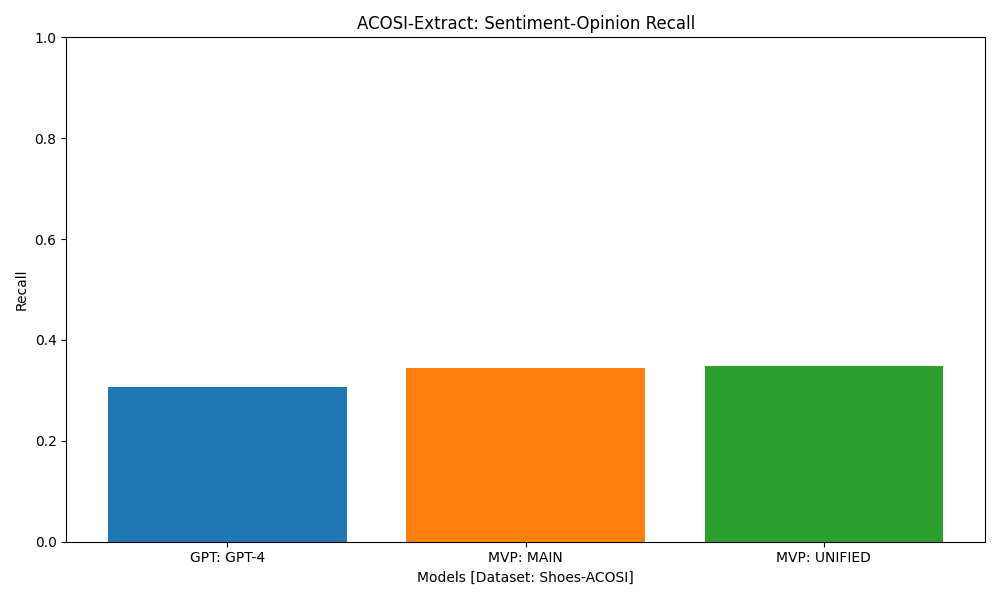 ACOSI-Extract: Sentiment-Opinion Recall
1.0
0.8
0.6
0.4
0.2
0.0
Recall
GPT: GPT-4
MVP: MAIN
MVP: UNIFIED
Models [Dataset: Shoes-ACOSI]